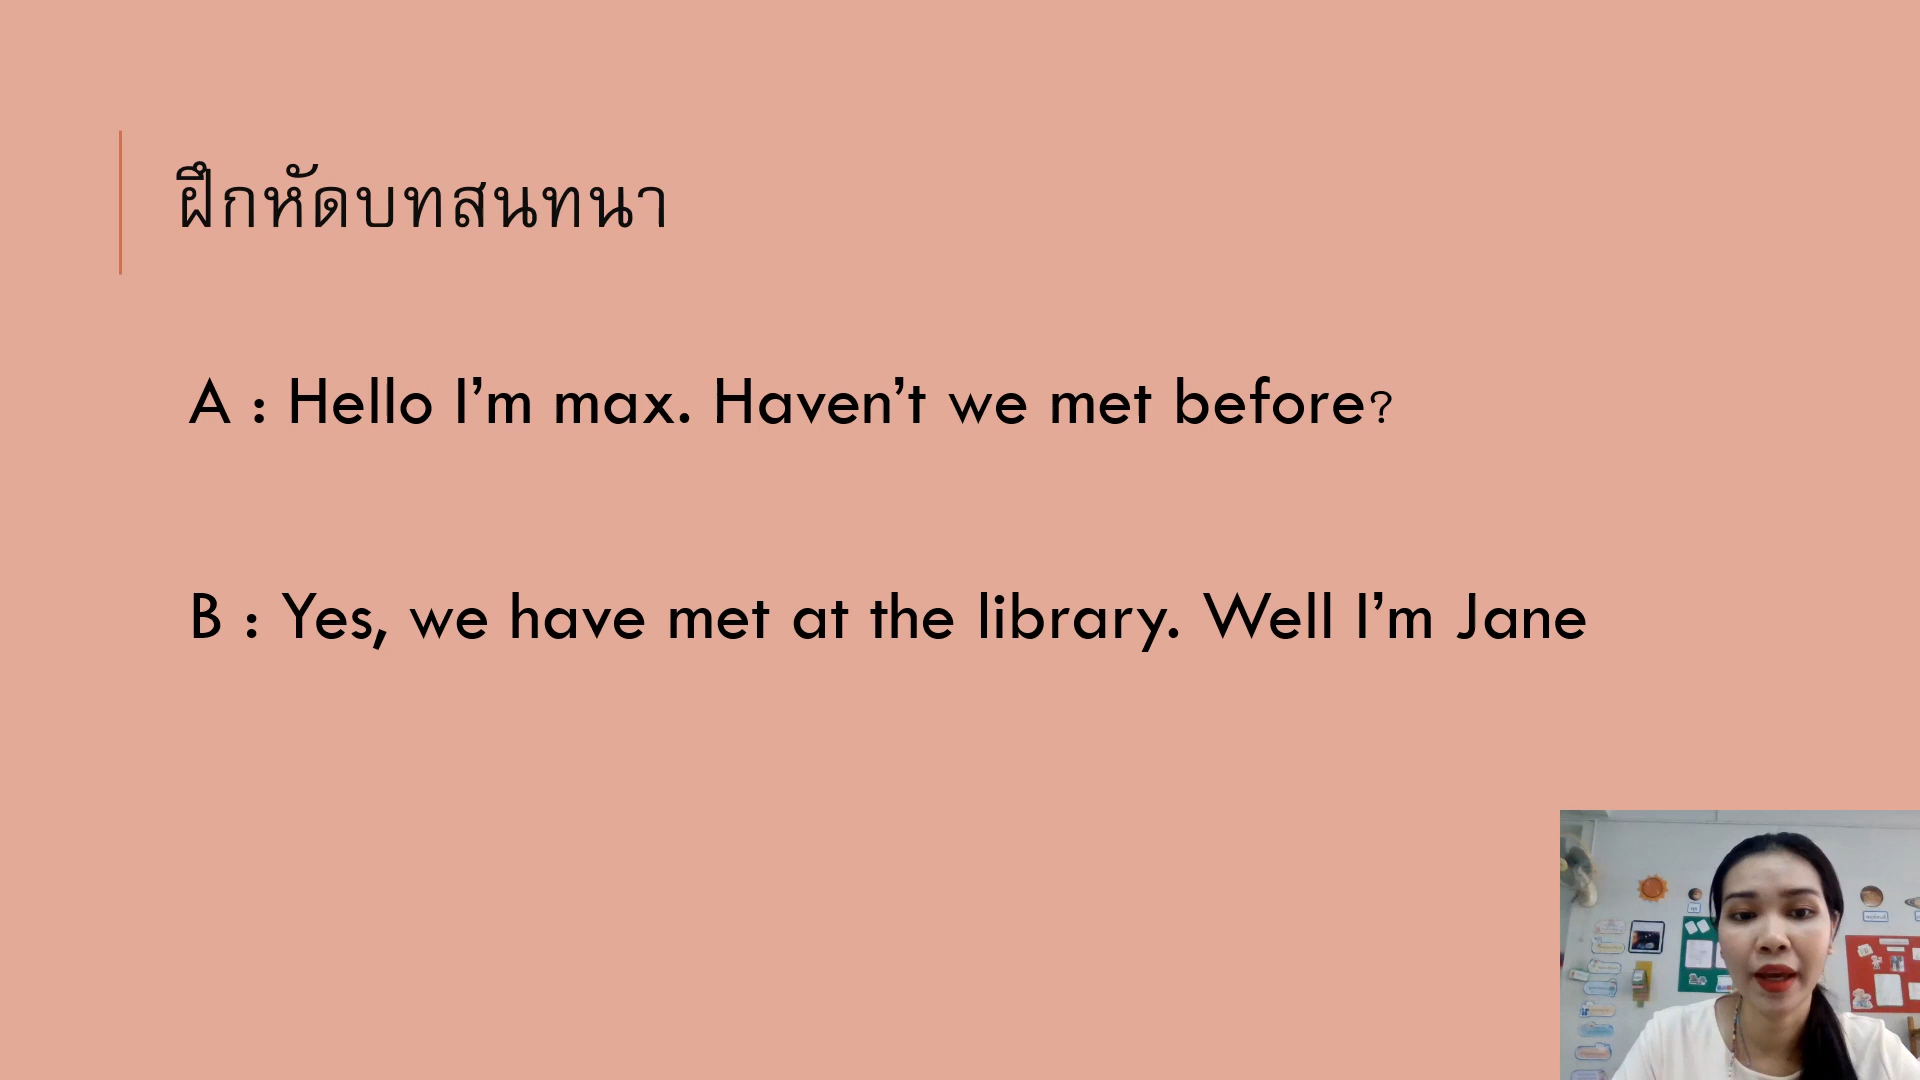 ฝึกหัดบทสนทนา
A : Hello I’m max. Haven’t we met before?
B : Yes, we have met at the library. Well I’m Jane